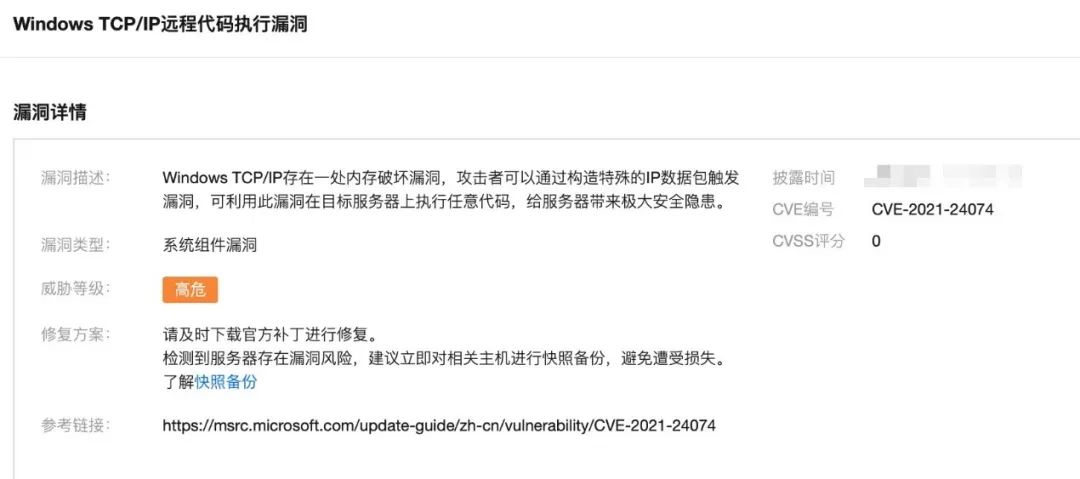 Windows TCP/IP远程代码执行漏洞
漏洞详情
漏洞描述:
Windows TCP/IP存在一处内存破坏漏洞，攻击者可以通过构造特殊的IP数据包触发
漏洞，可利用此漏洞在目标服务器上执行任意代码，给服务器带来极大安全隐患。
披露时间
CVE编号 CVE-2021-24074
CVSS评分 0
漏洞类型: 系统组件漏洞
威胁等级: 高危
修复方案: 请及时下载官方补丁进行修复。
检测到服务器存在漏洞风险，建议立即对相关主机进行快照备份，避免遭受损失。
了解快照备份
参考链接: https://msrc.microsoft.com/update-guide/zh-cn/vulnerability/CVE-2021-24074